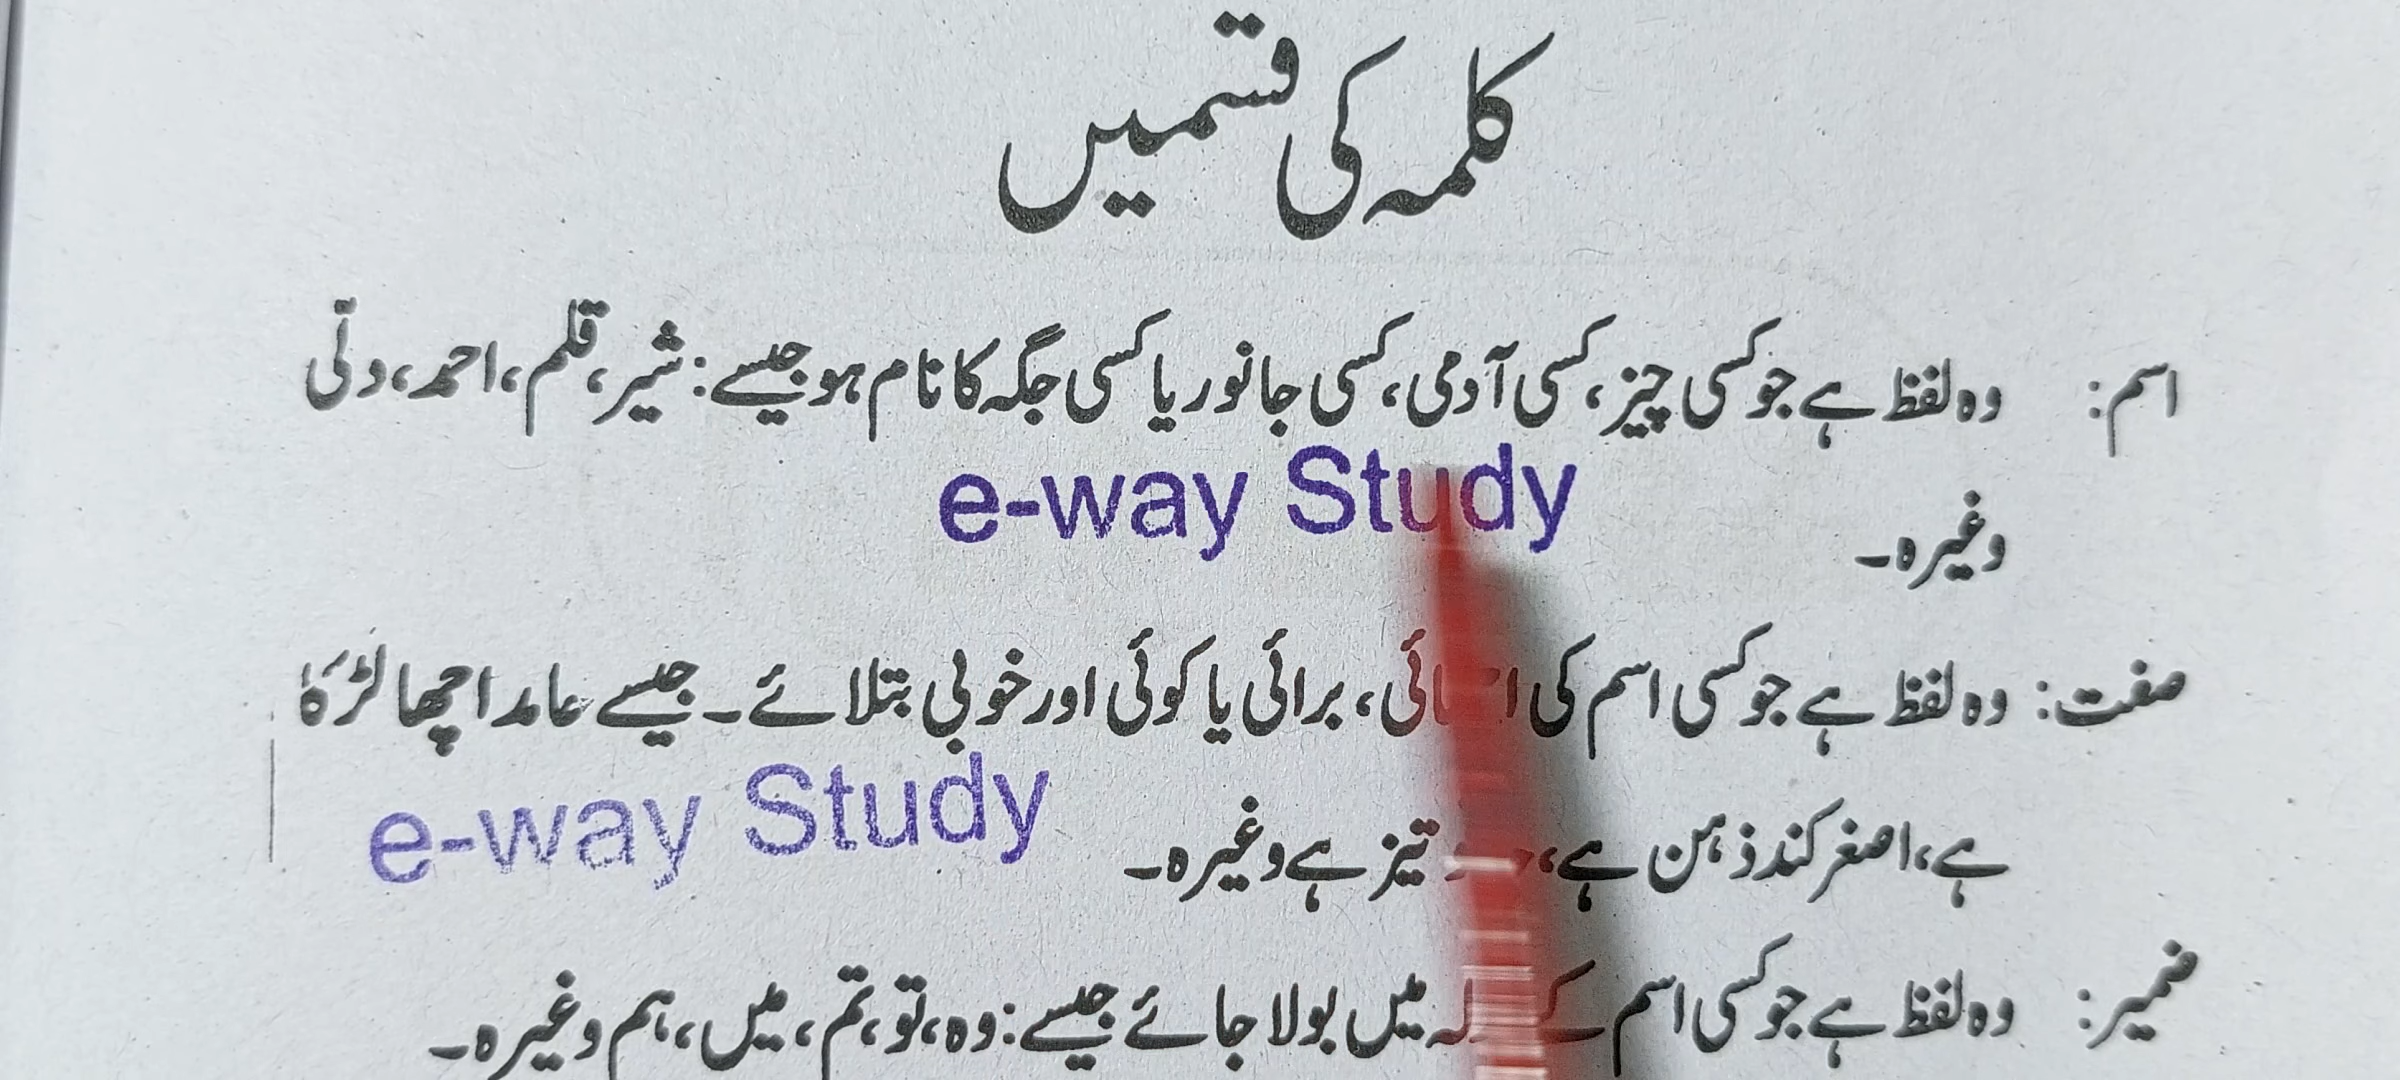 کلمہ کی قسمیں
اسم: وہ لفظ ہے جو کسی چیز، کسی آدمی، کسی جانور یا کسی جگہ کا نام ہو جیسے: شیر، قلم، احمد، دلّی
e-way Study
وغیرہ۔
صفت: وہ لفظ ہے جو کسی اسم کی برائی یا کوئی اور خوبی بتلائے۔ جیسے عابد اچھا لڑکا
e-way Study
ہے، اصغر کند ذہن ہے، تیز ہے وغیرہ۔
ضمیر: وہ لفظ ہے جو کسی اسم میں بولا جائے جیسے: وہ، تو، تم، میں، ہم وغیرہ۔